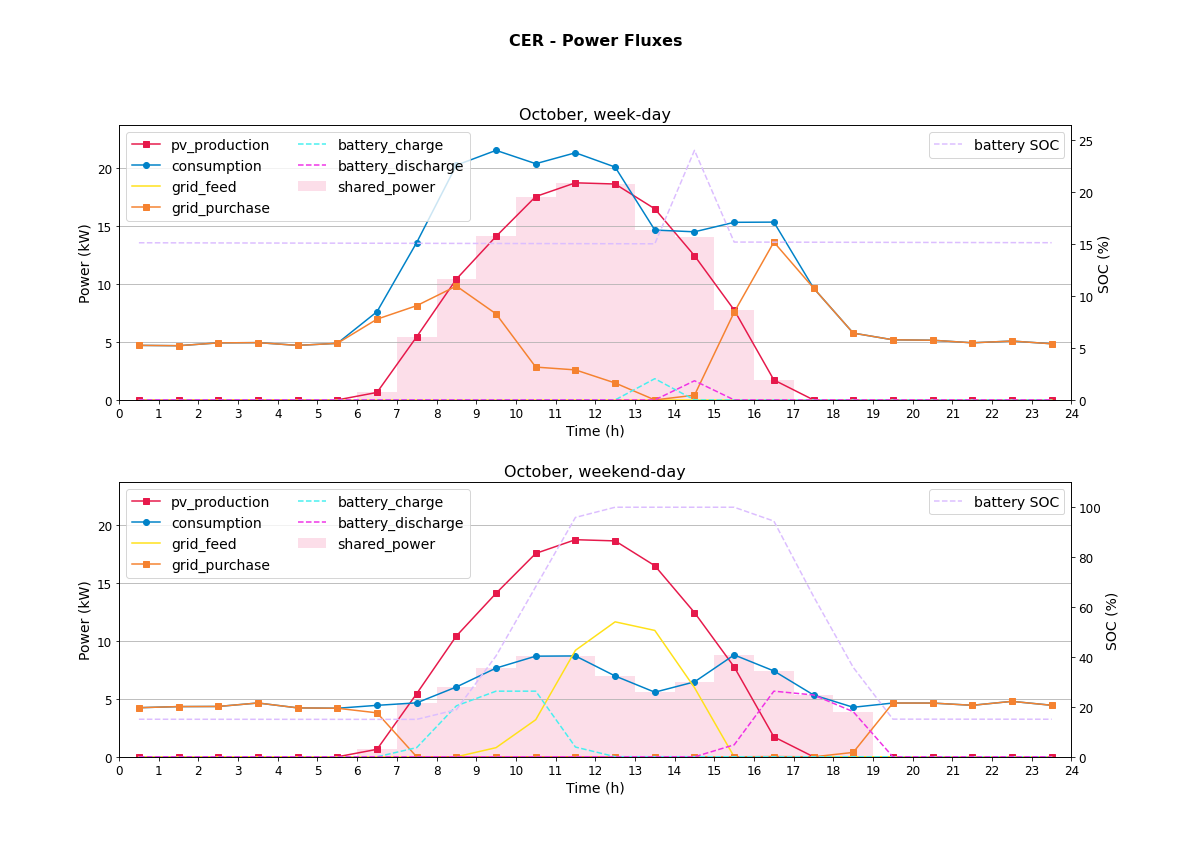 CER - Power Fluxes
October, week-day
pv_production
consumption
grid_feed
grid_purchase
battery_charge
battery_discharge
shared_power
battery SOC
Power (kW)
0
5
10
15
20
SOC (%)
0
5
10
15
20
25
0 1 2 3 4 5 6 7 8 9 10 11 12 13 14 15 16 17 18 19 20 21 22 23 24
Time (h)
October, weekend-day
pv_production
consumption
grid_feed
grid_purchase
battery_charge
battery_discharge
shared_power
battery SOC
Power (kW)
0
5
10
15
20
SOC (%)
0
20
40
60
80
100
0 1 2 3 4 5 6 7 8 9 10 11 12 13 14 15 16 17 18 19 20 21 22 23 24
Time (h)